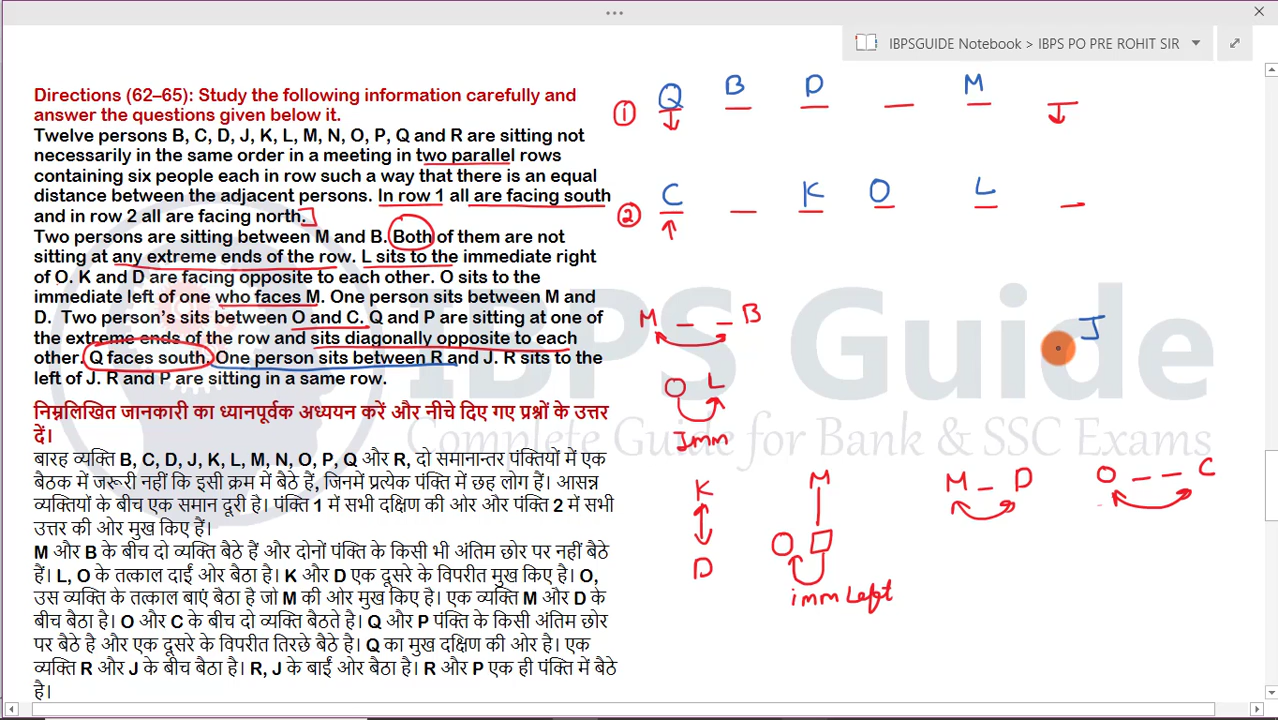 IBPSGUIDE Notebook > IBPS PO PRE ROHIT SIR
Directions (62–65): Study the following information carefully and
answer the questions given below it.
Twelve persons B, C, D, J, K, L, M, N, O, P, Q and R are sitting not
necessarily in the same order in a meeting in two parallel rows
containing six people each in row such a way that there is an equal
distance between the adjacent persons. In row 1 all are facing south
and in row 2 all are facing north.
Two persons are sitting between M and B. Both of them are not
sitting at any extreme ends of the row. L sits to the immediate right
of O. K and D are facing opposite to each other. O sits to the
immediate left of one who faces M. One person sits between M and
D. Two person's sits between O and C. Q and P are sitting at one of
the extreme ends of the row and sits diagonally opposite to each
other. Q faces south. One person sits between R and J. R sits to the
left of J. R and P are sitting in a same row.
निम्नलिखित जानकारी का ध्यानपूर्वक अध्ययन करें और नीचे दिए गए प्रश्नों के उत्तर
दें।
बारह व्यक्ति B, C, D, J, K, L, M, N, O, P, Q और R, दो समानान्तर पंक्तियों में एक
बैठक में जरूरी नहीं कि इसी क्रम में बैठे हैं, जिनमें प्रत्येक पंक्ति में छह लोग हैं। आसन्न
व्यक्तियों के बीच एक समान दूरी है। पंक्ति 1 में सभी दक्षिण की ओर और पंक्ति 2 में सभी
उत्तर की ओर मुख किए हैं।
M और B के बीच दो व्यक्ति बैठे हैं और दोनों पंक्ति के किसी भी अंतिम छोर पर नहीं बैठे
हैं। L, O के तत्काल दाईं ओर बैठा है। K और D एक दूसरे के विपरीत मुख किए है। O,
उस व्यक्ति के तत्काल बाएं बैठा है जो M की ओर मुख किए है। एक व्यक्ति M और D के
बीच बैठा है। O और C के बीच दो व्यक्ति बैठते है। Q और P पंक्ति के किसी अंतिम छोर
पर बैठे है और एक दूसरे के विपरीत तिरछे बैठे है। Q का मुख दक्षिण की ओर है। एक
व्यक्ति R और J के बीच बैठा है। R, J के बाईं ओर बैठा है। R और P एक ही पंक्ति में बैठे
है।
① Q B D _ M _
② C _ K O L _
J
M _ _ B
O L
Imm
K
D
M
O
imm Left
M _ D
O _ _ C
IBPS Guide
Complete Guide for Bank & SSC Exams